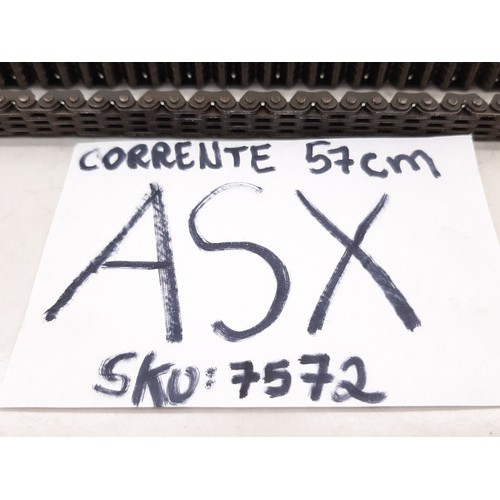 CORRENTE 57cm
ASX
SKU: 7572